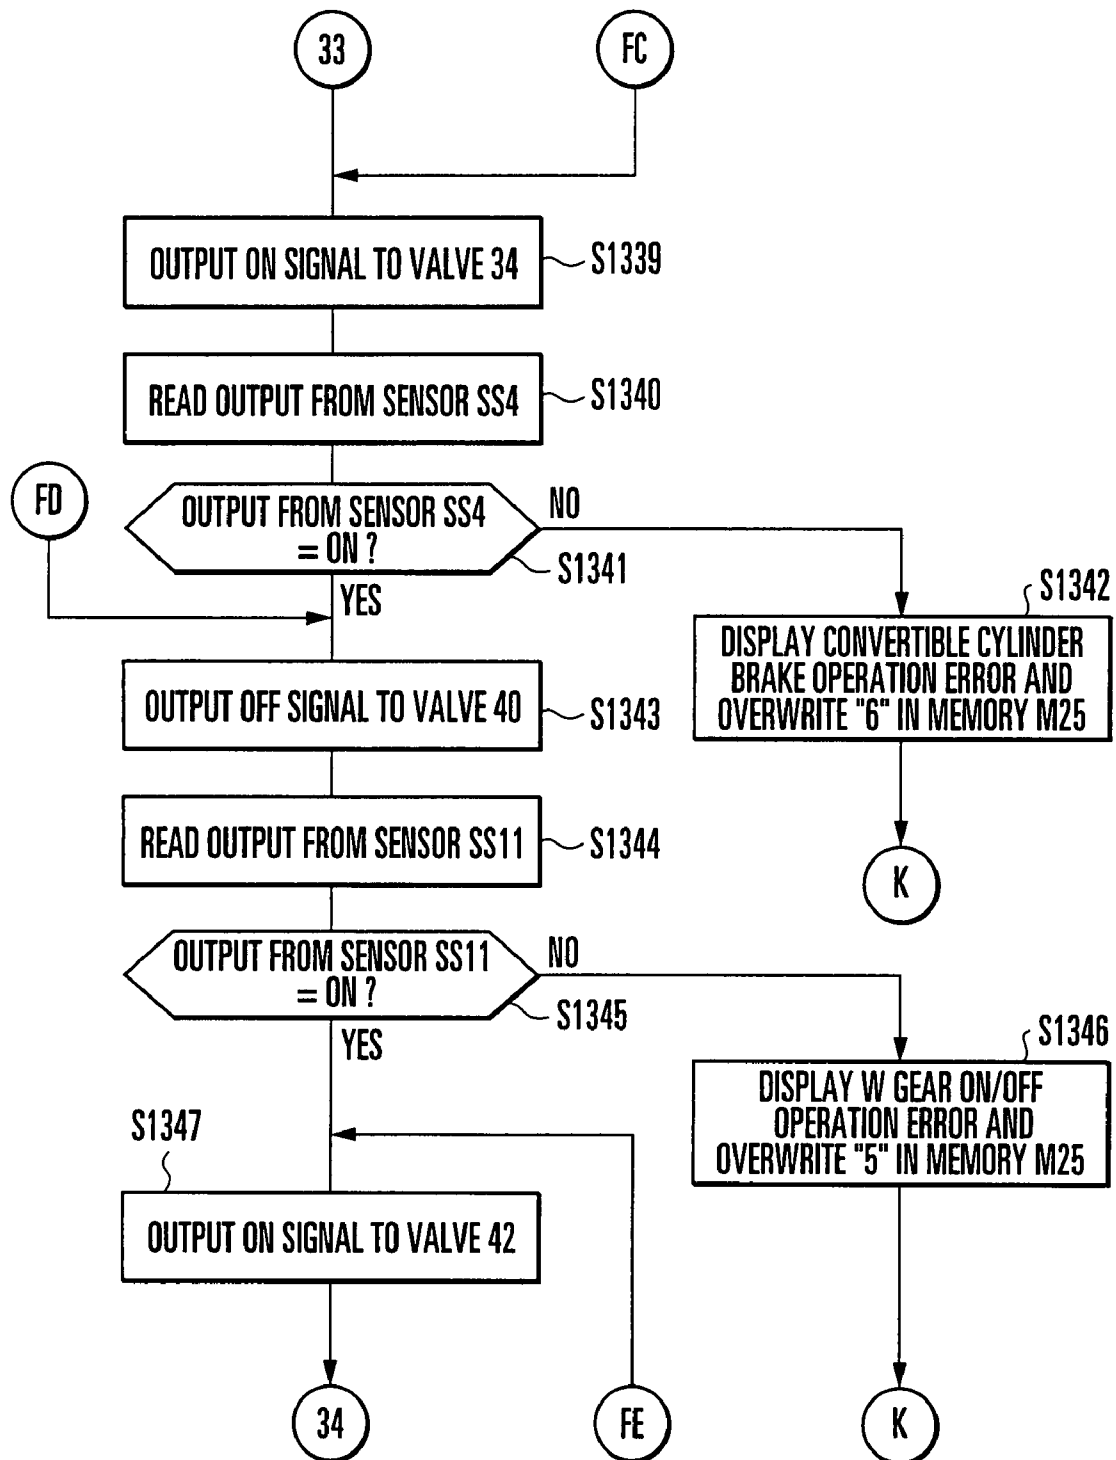 33
FC
OUTPUT ON SIGNAL TO VALVE 34
S1339
READ OUTPUT FROM SENSOR SS4
S1340
FD
OUTPUT FROM SENSOR SS4
= ON ?
NO
S1341
YES
S1342
DISPLAY CONVERTIBLE CYLINDER
BRAKE OPERATION ERROR AND
OVERWRITE "6" IN MEMORY M25
OUTPUT OFF SIGNAL TO VALVE 40
S1343
READ OUTPUT FROM SENSOR SS11
S1344
K
OUTPUT FROM SENSOR SS11
= ON ?
NO
S1345
YES
S1346
DISPLAY W GEAR ON/OFF
OPERATION ERROR AND
OVERWRITE "5" IN MEMORY M25
S1347
OUTPUT ON SIGNAL TO VALVE 42
34
FE
K